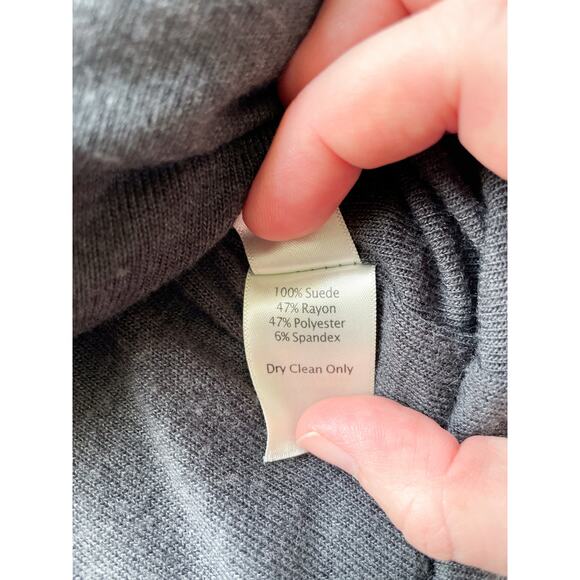 100% Suede
47% Rayon
47% Polyester
6% Spandex
Dry Clean Only